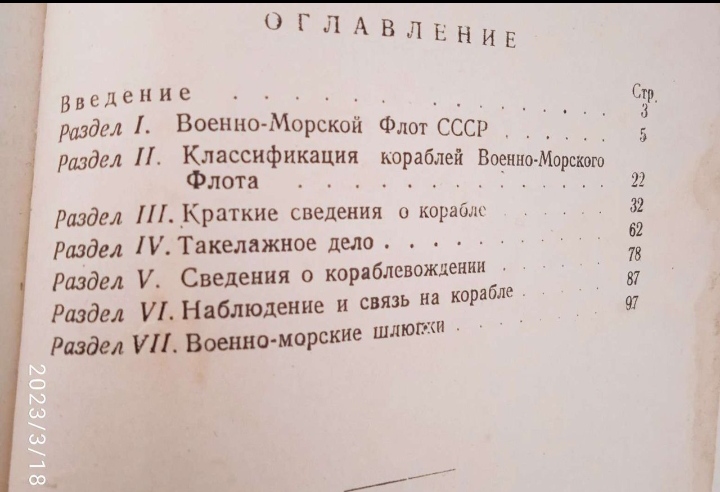 ОГЛАВЛЕНИЕ
Стр.
Введение . . . . . . . . . . . . 3
Раздел I. Военно-Морской Флот СССР . . . . . . 5
Раздел II. Классификация кораблей Военно-Морского
Флота . . . . . . . . . . . . 22
Раздел III. Краткие сведения о корабле . . . . . . 32
Раздел IV. Такелажное дело . . . . . . . . . 62
Раздел V. Сведения о кораблевождении . . . . . 78
Раздел VI. Наблюдение и связь на корабле . . . . 87
Раздел VII. Военно-морские шлюпки . . . . . . 97
2023/3/18